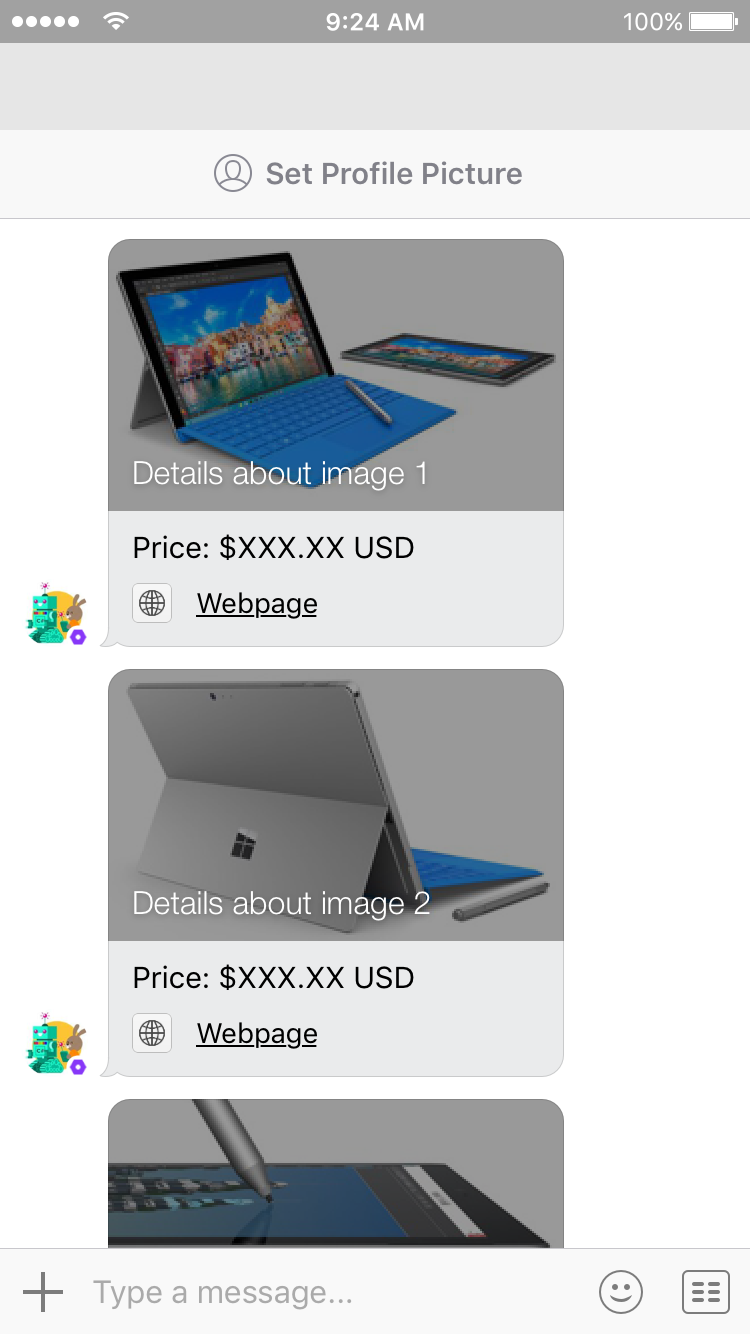 9:24 AM
100%
Set Profile Picture
Details about image 1
Price: $XXX.XX USD
Webpage
Details about image 2
Price: $XXX.XX USD
Webpage
Type a message...